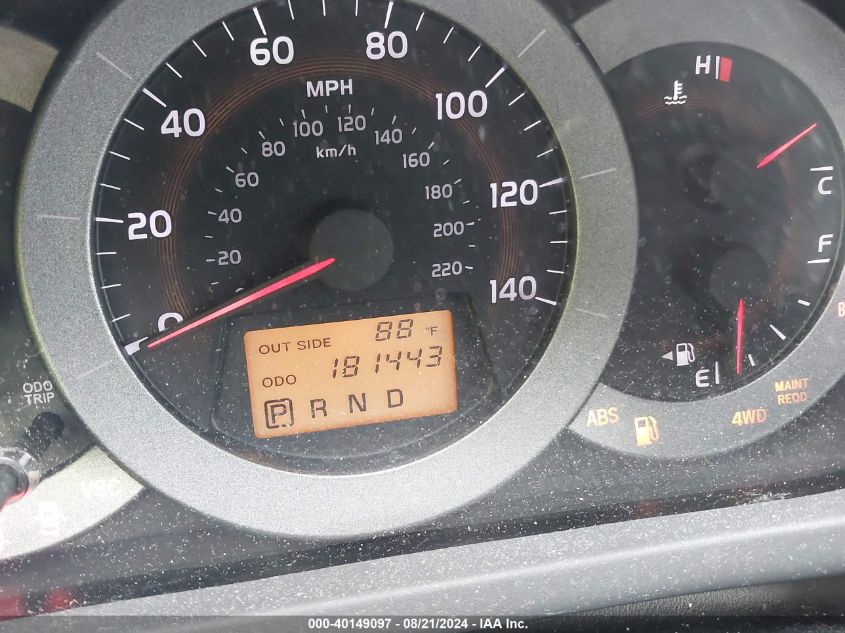 60
80
H
MPH
40
100
80
100
120
140
km/h
160
60
120
180
C
20
40
200
F
20
220
140
0
OUT SIDE 88 °F
ODO 181443
P R N D
E
ODO
TRIP
ABS
4WD
MAINT
REQD
000-40149097 - 08/21/2024 - IAA Inc.